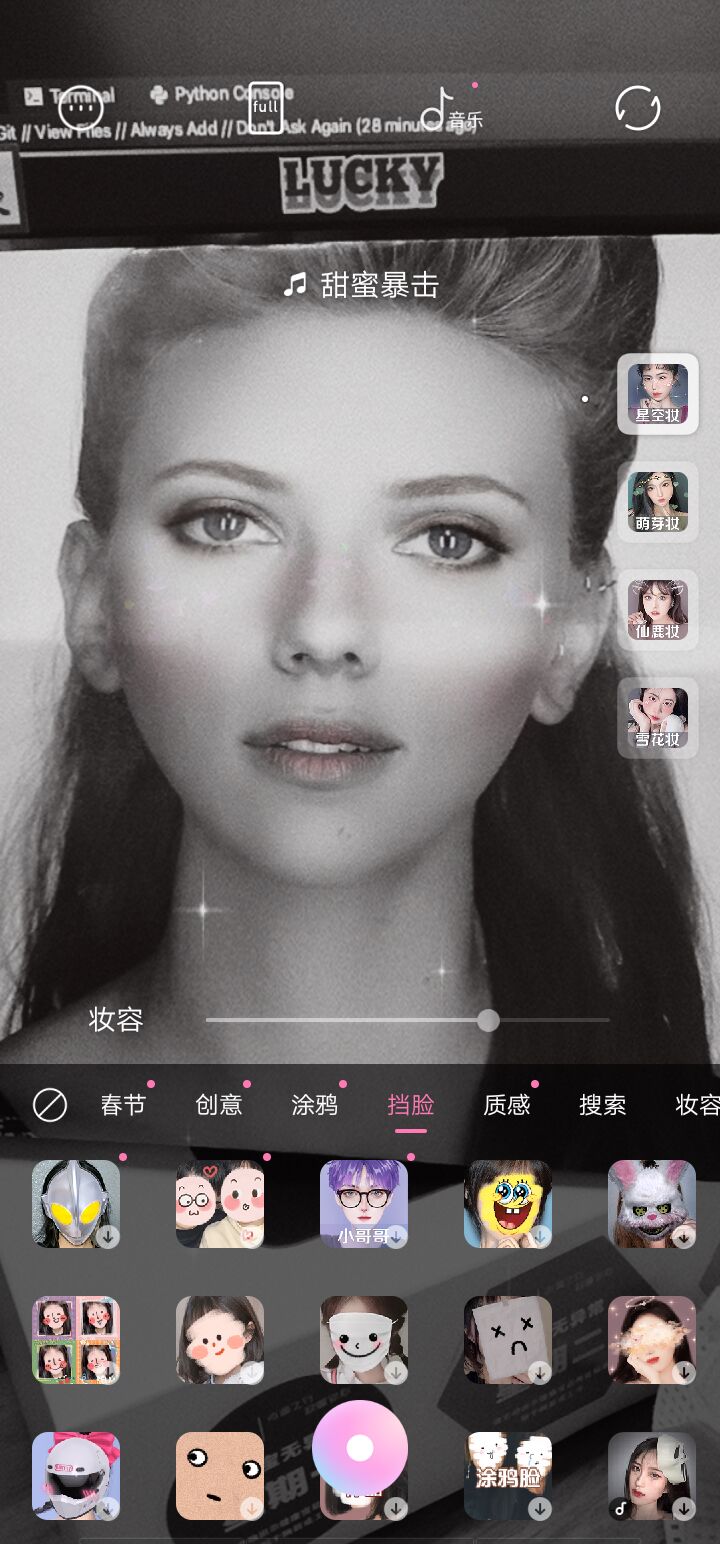 Terminal
Python Console
full
音乐
Git // View Files // Always Add // Don't Ask Again (28 minutes ago)
LUCKY
甜蜜暴击
星空妆
萌芽妆
仙鹿妆
雪花妆
妆容
春节
创意
涂鸦
挡脸
质感
搜索
妆容
小哥哥
涂鸦脸